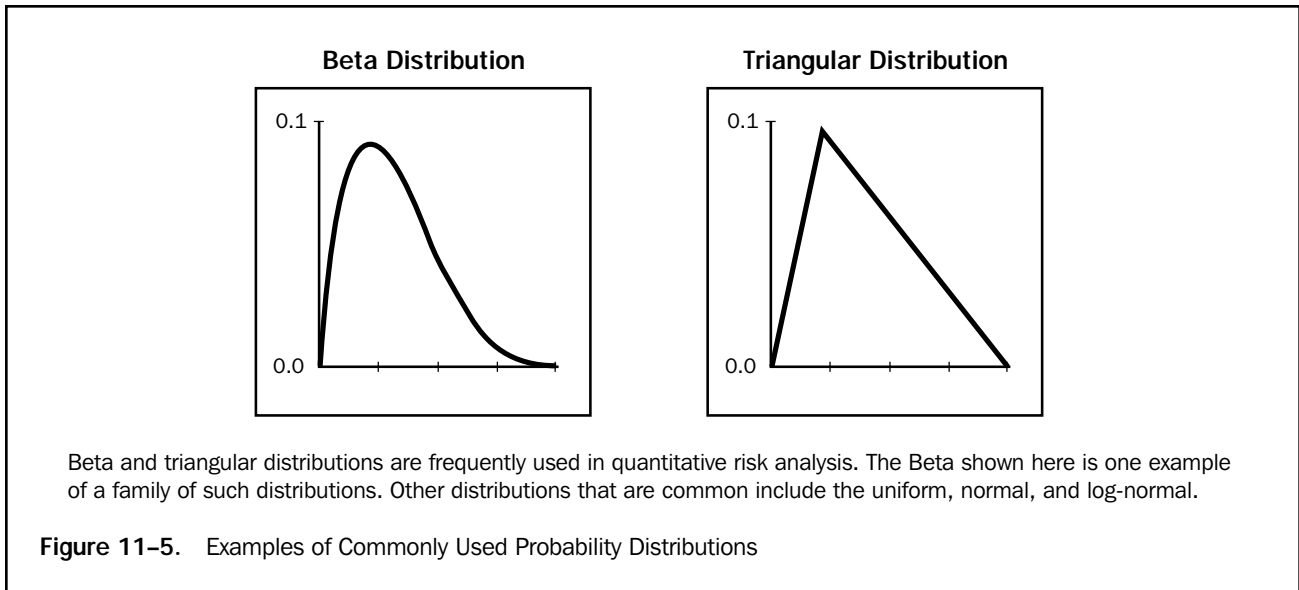 Beta Distribution
Triangular Distribution
0.1
0.0
0.1
0.0
Beta and triangular distributions are frequently used in quantitative risk analysis. The Beta shown here is one example
of a family of such distributions. Other distributions that are common include the uniform, normal, and log-normal.
Figure 11–5. Examples of Commonly Used Probability Distributions